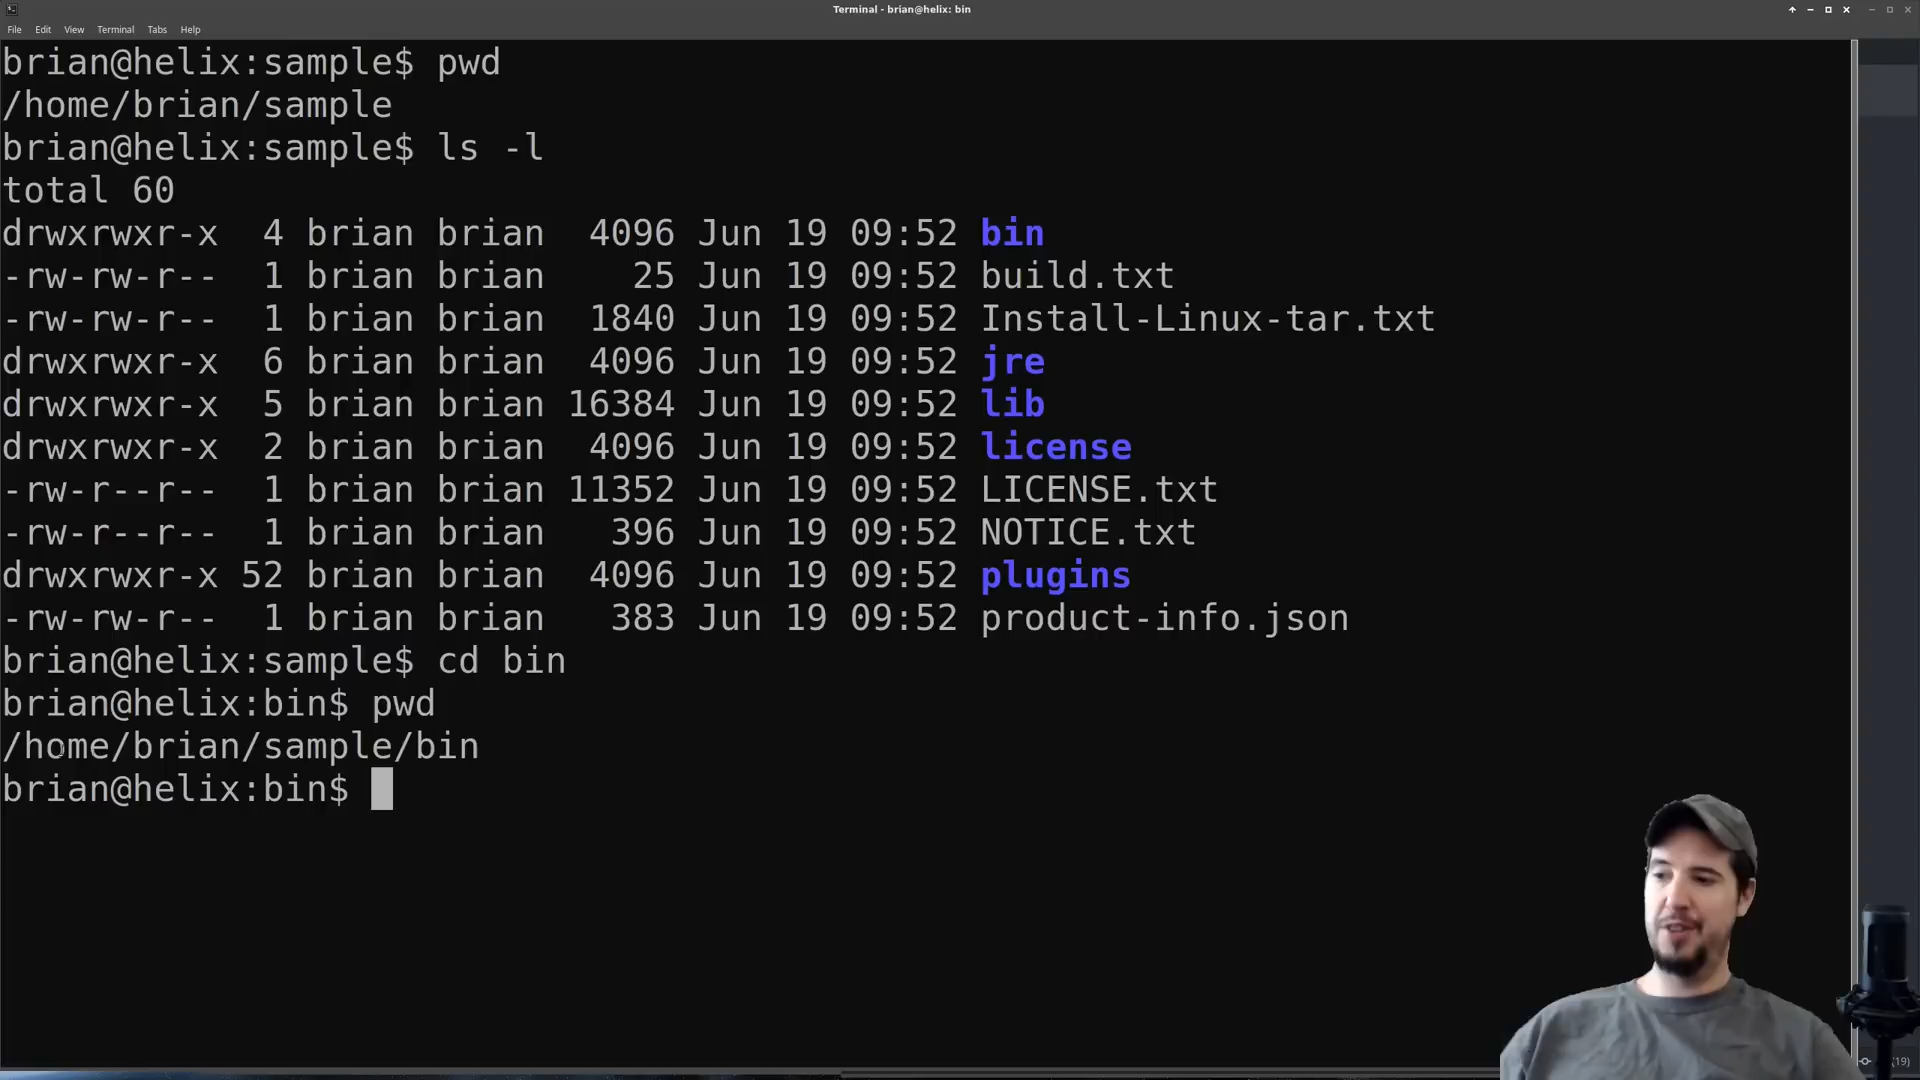 Terminal - brian@helix: bin
File Edit View Terminal Tabs Help
brian@helix:sample$ pwd
/home/brian/sample
brian@helix:sample$ ls -l
total 60
drwxrwxr-x  4 brian brian  4096 Jun 19 09:52 bin
-rw-rw-r--  1 brian brian    25 Jun 19 09:52 build.txt
-rw-rw-r--  1 brian brian  1840 Jun 19 09:52 Install-Linux-tar.txt
drwxrwxr-x  6 brian brian  4096 Jun 19 09:52 jre
drwxrwxr-x  5 brian brian 16384 Jun 19 09:52 lib
drwxrwxr-x  2 brian brian  4096 Jun 19 09:52 license
-rw-r--r--  1 brian brian 11352 Jun 19 09:52 LICENSE.txt
-rw-r--r--  1 brian brian   396 Jun 19 09:52 NOTICE.txt
drwxrwxr-x 52 brian brian  4096 Jun 19 09:52 plugins
-rw-rw-r--  1 brian brian   383 Jun 19 09:52 product-info.json
brian@helix:sample$ cd bin
brian@helix:bin$ pwd
/home/brian/sample/bin
brian@helix:bin$
(19)